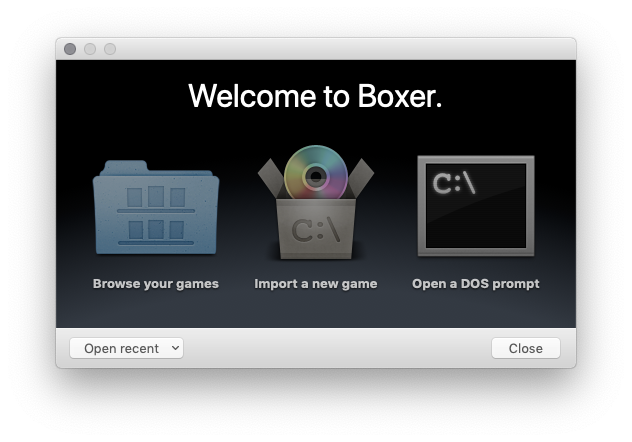 Welcome to Boxer.
C:\
C:\
Browse your games
Import a new game
Open a DOS prompt
Open recent
Close